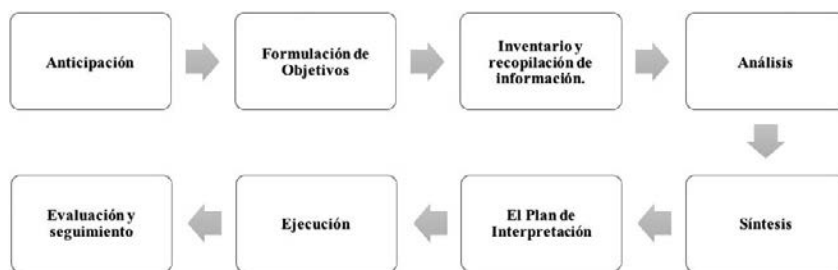 Anticipación
Formulación de
Objetivos
Inventario y
recopilación de
información.
Análisis
Síntesis
El Plan de
Interpretación
Ejecución
Evaluación y
seguimiento